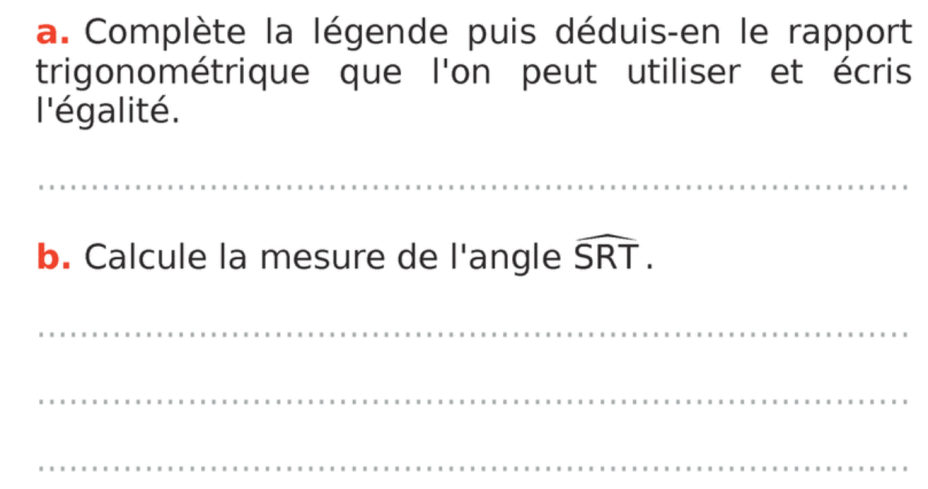 a. Complète la légende puis déduis-en le rapport
trigonométrique que l'on peut utiliser et écris
l'égalité.
b. Calcule la mesure de l'angle SRT.